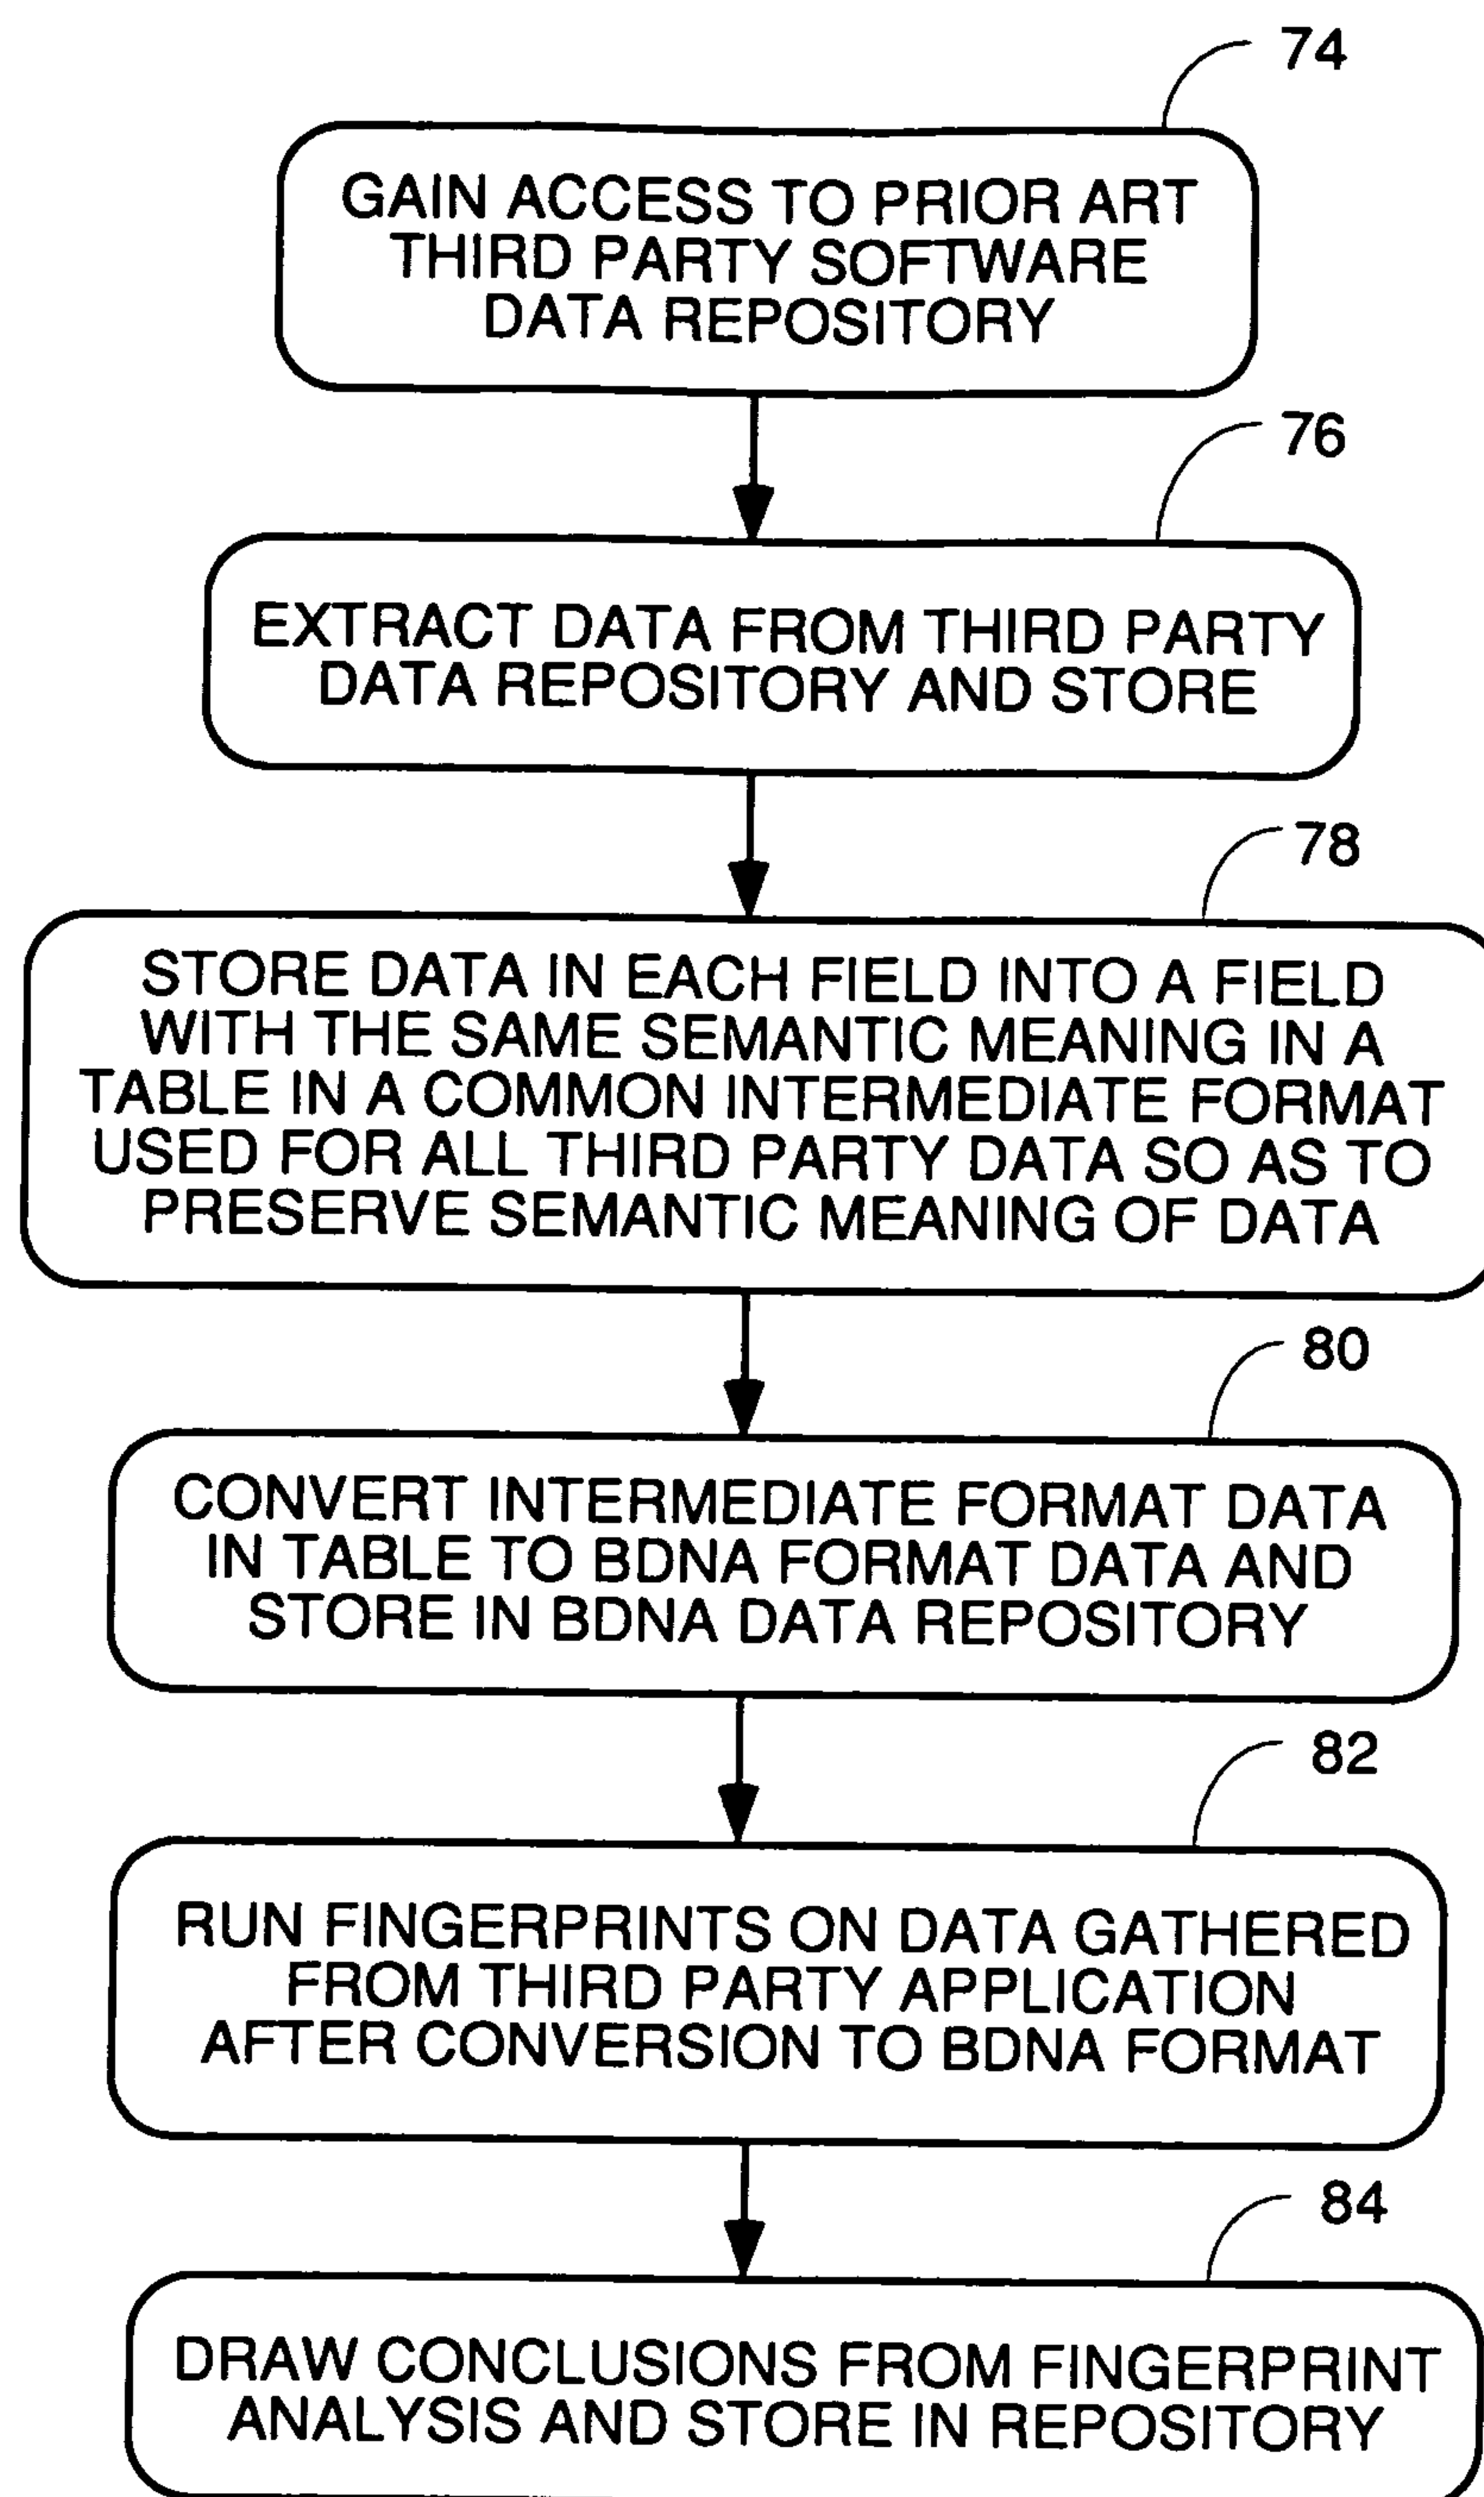 74
GAIN ACCESS TO PRIOR ART
THIRD PARTY SOFTWARE
DATA REPOSITORY
76
EXTRACT DATA FROM THIRD PARTY
DATA REPOSITORY AND STORE
78
STORE DATA IN EACH FIELD INTO A FIELD
WITH THE SAME SEMANTIC MEANING IN A
TABLE IN A COMMON INTERMEDIATE FORMAT
USED FOR ALL THIRD PARTY DATA SO AS TO
PRESERVE SEMANTIC MEANING OF DATA
80
CONVERT INTERMEDIATE FORMAT DATA
IN TABLE TO BDNA FORMAT DATA AND
STORE IN BDNA DATA REPOSITORY
82
RUN FINGERPRINTS ON DATA GATHERED
FROM THIRD PARTY APPLICATION
AFTER CONVERSION TO BDNA FORMAT
84
DRAW CONCLUSIONS FROM FINGERPRINT
ANALYSIS AND STORE IN REPOSITORY